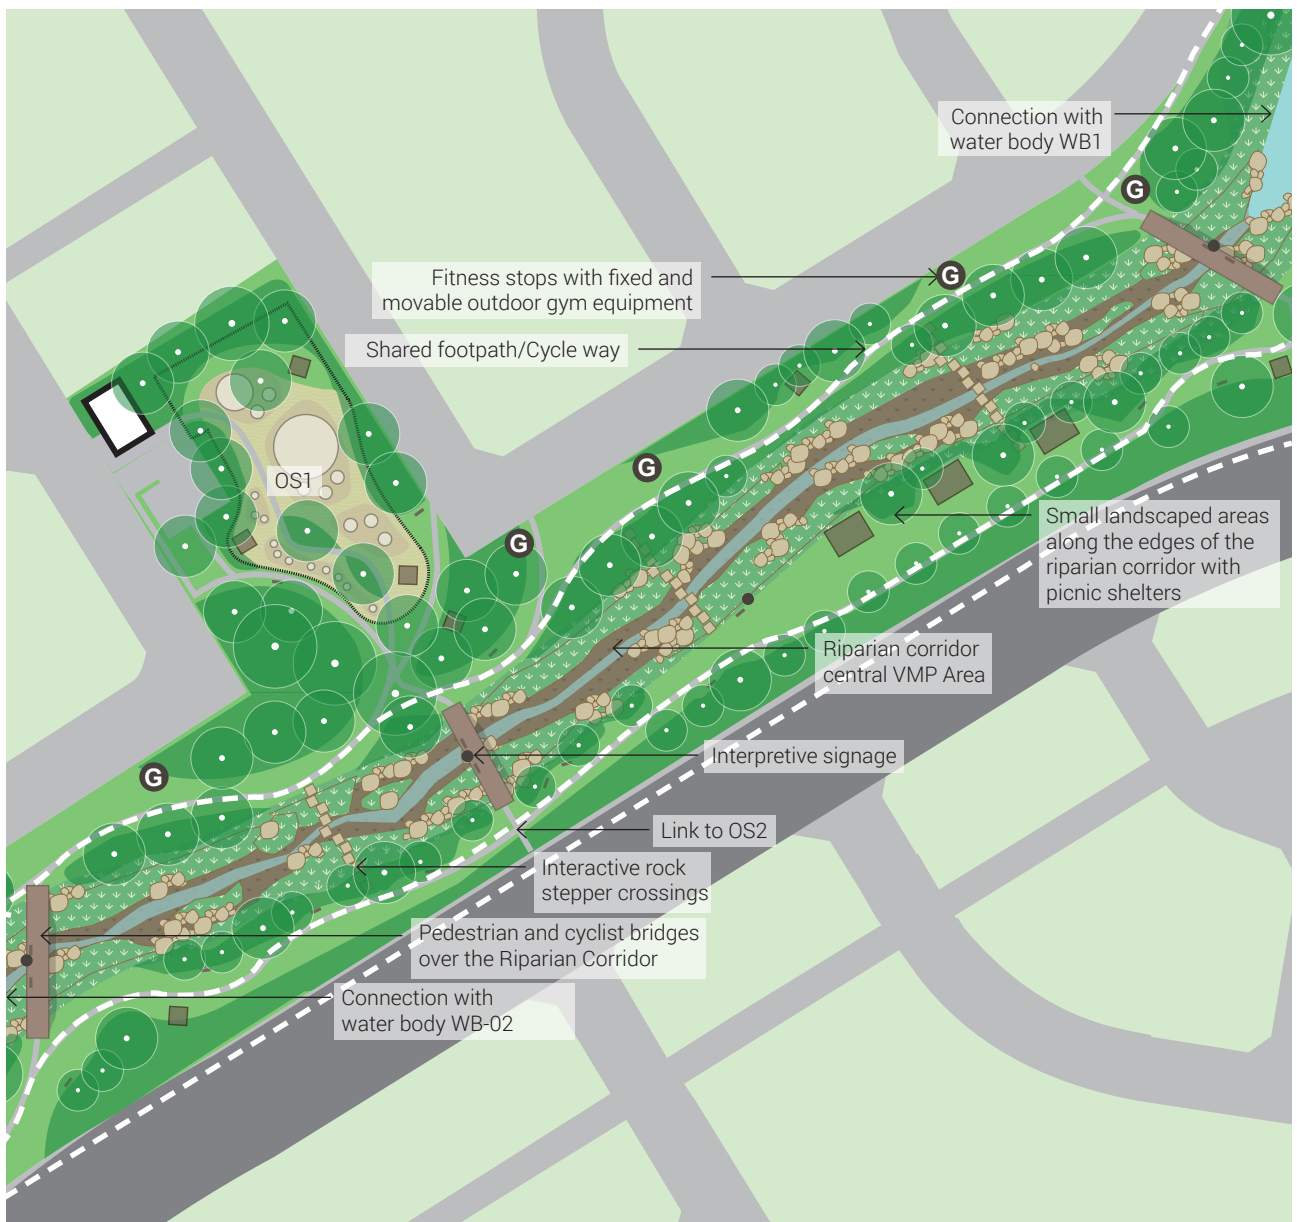 Connection with
water body WB1
G
Fitness stops with fixed and
movable outdoor gym equipment
G
Shared footpath/Cycle way
G
OS1
G
Small landscaped areas
along the edges of the
riparian corridor with
picnic shelters
Riparian corridor
central VMP Area
Interpretive signage
G
Link to OS2
Interactive rock
stepper crossings
Pedestrian and cyclist bridges
over the Riparian Corridor
Connection with
water body WB-02